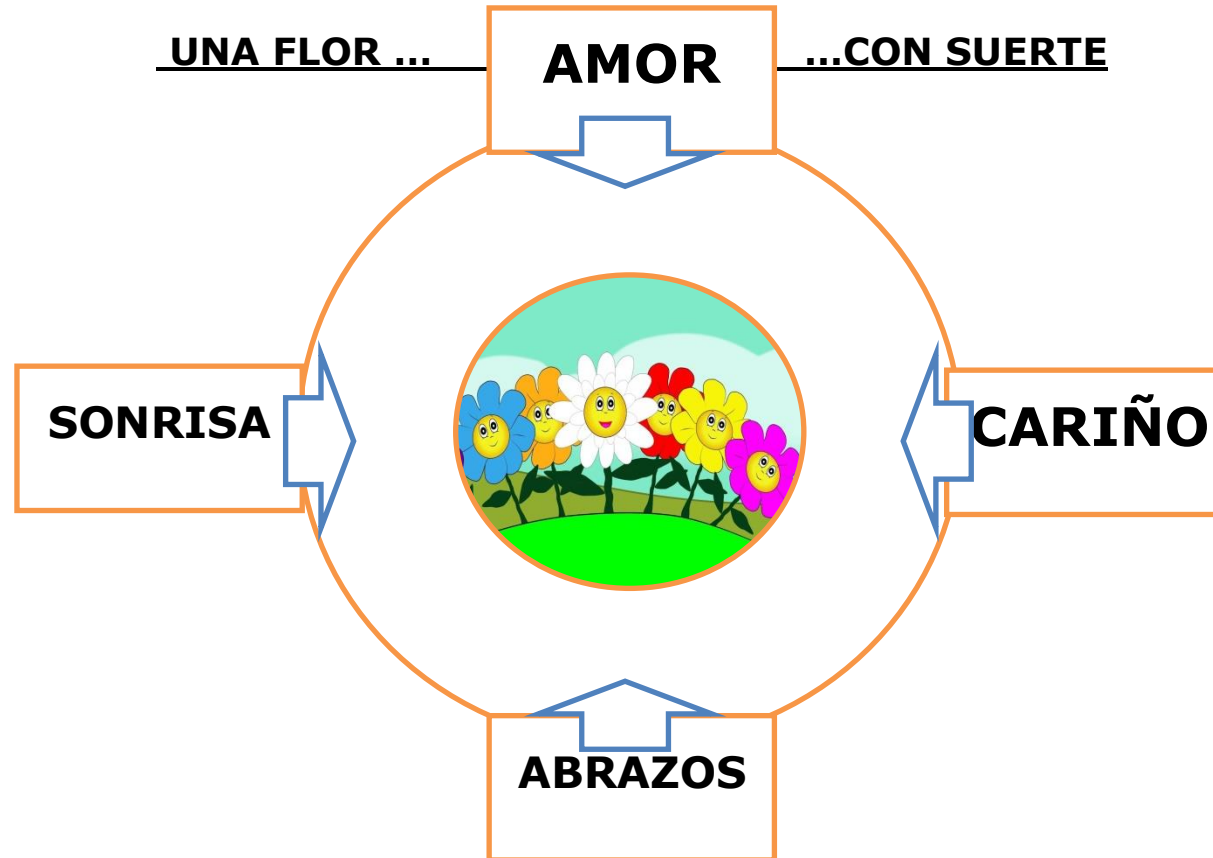 UNA FLOR ...
AMOR
...CON SUERTE
SONRISA
CARIÑO
ABRAZOS